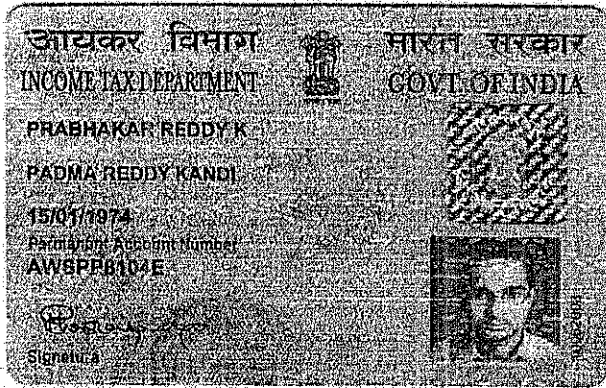 आयकर विभाग
भारत सरकार
INCOME TAX DEPARTMENT
GOVT. OF INDIA
PRABHAKAR REDDY K
PADMA REDDY KANDI
15/01/1974
Permanent Account Number
AWSPP8104E
Signature